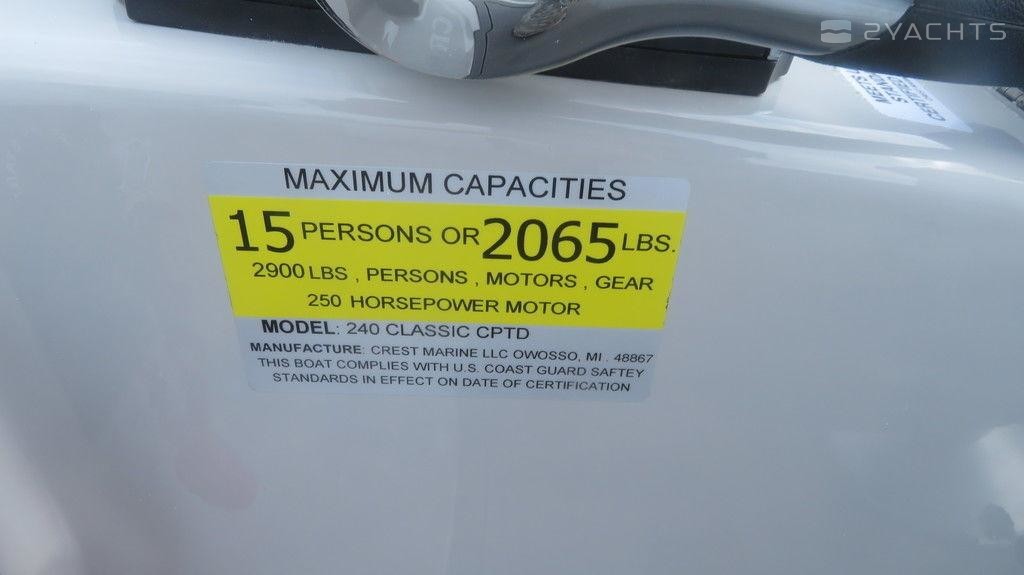 2YACHTS
MEETS
MAXIMUM CAPACITIES
15 PERSONS OR 2065 LBS.
2900 LBS , PERSONS , MOTORS , GEAR
250 HORSEPOWER MOTOR
MODEL: 240 CLASSIC CPTD
MANUFACTURE: CREST MARINE LLC OWOSSO, MI . 48867
THIS BOAT COMPLIES WITH U.S. COAST GUARD SAFTEY
STANDARDS IN EFFECT ON DATE OF CERTIFICATION